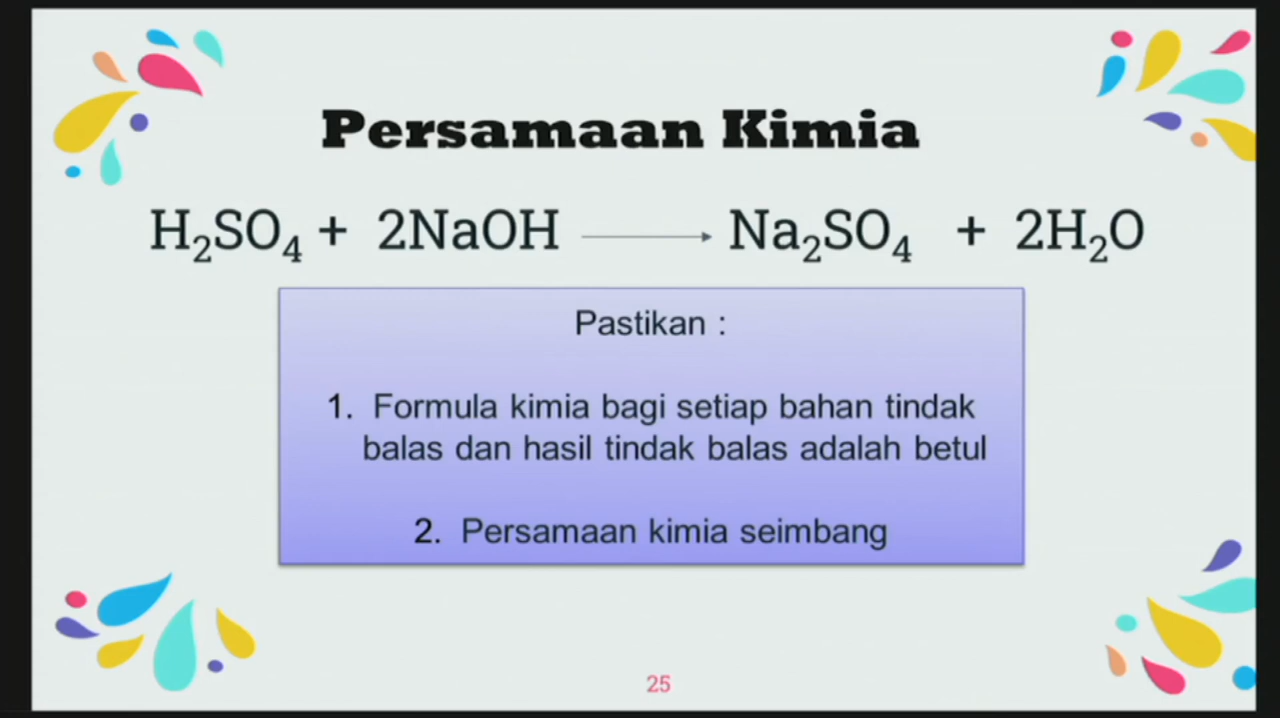 Persamaan Kimia
H₂SO₄ + 2NaOH ⟶ Na₂SO₄ + 2H₂O
Pastikan :
1. Formula kimia bagi setiap bahan tindak
balas dan hasil tindak balas adalah betul
2. Persamaan kimia seimbang
25